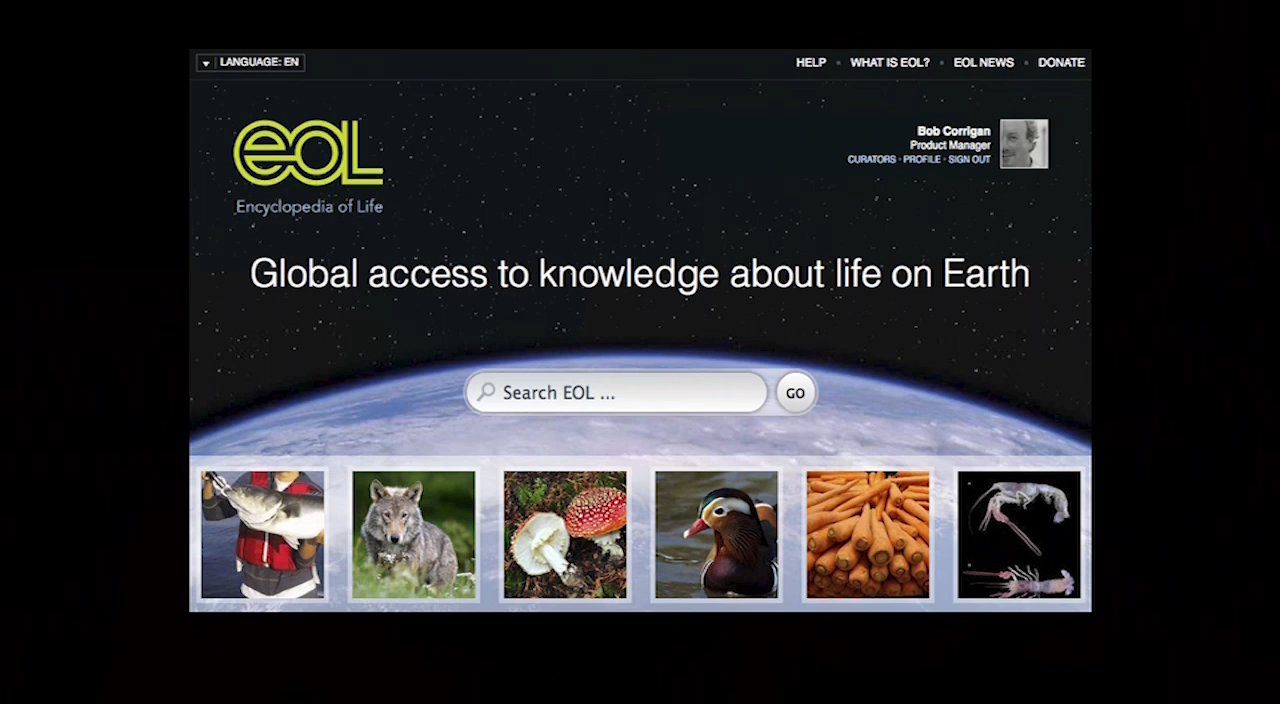 LANGUAGE: EN
HELP WHAT IS EOL? EOL NEWS DONATE
eOL
Encyclopedia of Life
Bob Corrigan
Product Manager
CURATORS · PROFILE · SIGN OUT
Global access to knowledge about life on Earth
Search EOL ...
GO